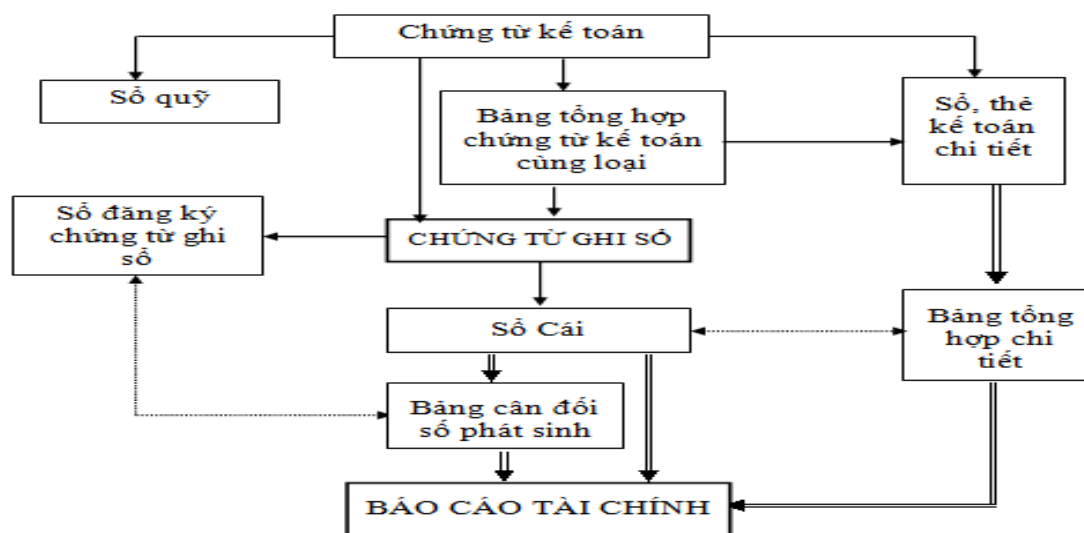 Chứng từ kế toán
Sổ quỹ
Bảng tổng hợp
chứng từ kế toán
cùng loại
Sổ, thẻ
kế toán
chi tiết
Sổ đăng ký
chứng từ ghi
sổ
CHỨNG TỪ GHI SỔ
Sổ Cái
Bảng tổng
hợp chi
tiết
Bảng cân đối
số phát sinh
BÁO CÁO TÀI CHÍNH